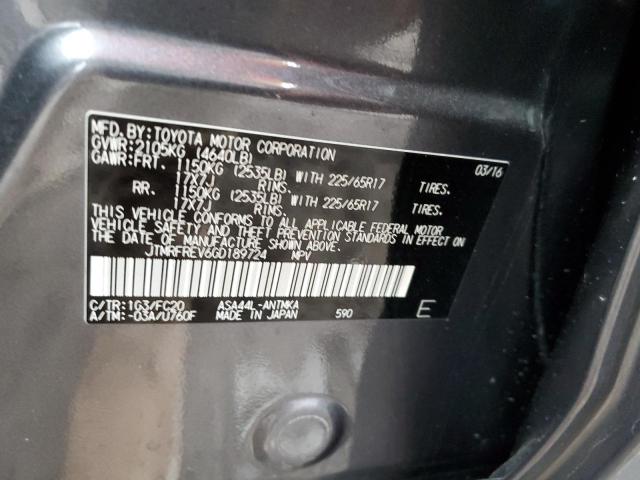 MFD.BY:TOYOTA MOTOR CORPORATION 03/16
GVWR:2105KG (4640LB)
GAWR:FRT. 1150KG (2535LB) WITH 225/65R17 TIRES.
17X7J RIMS.
RR. 1150KG (2535LB) WITH 225/65R17 TIRES.
17X7J RIMS.
THIS VEHICLE CONFORMS TO ALL APPLICABLE FEDERAL MOTOR
VEHICLE SAFETY AND THEFT PREVENTION STANDARDS IN EFFECT ON
THE DATE OF MANUFACTURE SHOWN ABOVE.
JTMRFREV6GD189724 MPV
C/TR:1G3/FC20 ASA44L-ANTMKA
A/TM:-03A/U760F MADE IN JAPAN 590 E